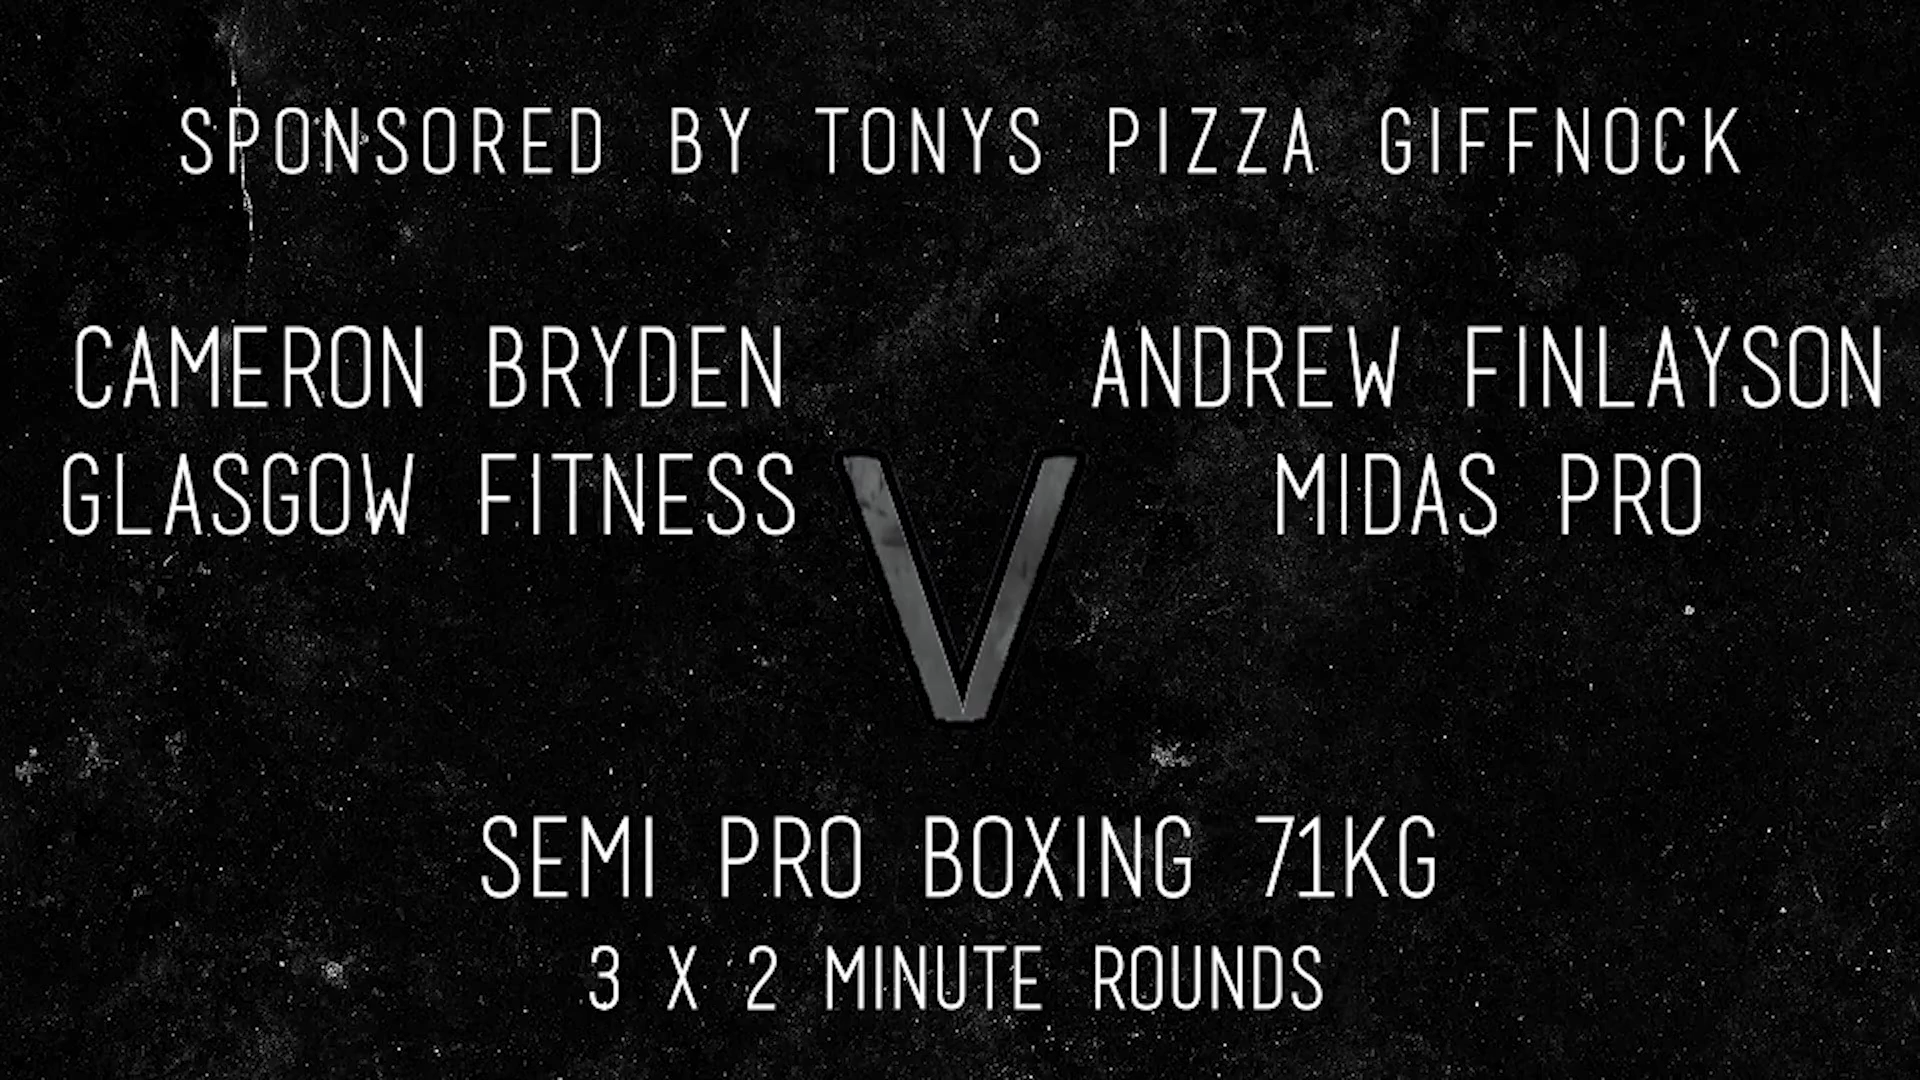 SPONSORED BY TONYS PIZZA GIFFNOCK
CAMERON BRYDEN
GLASGOW FITNESS
V
ANDREW FINLAYSON
MIDAS PRO
SEMI PRO BOXING 71KG
3 X 2 MINUTE ROUNDS